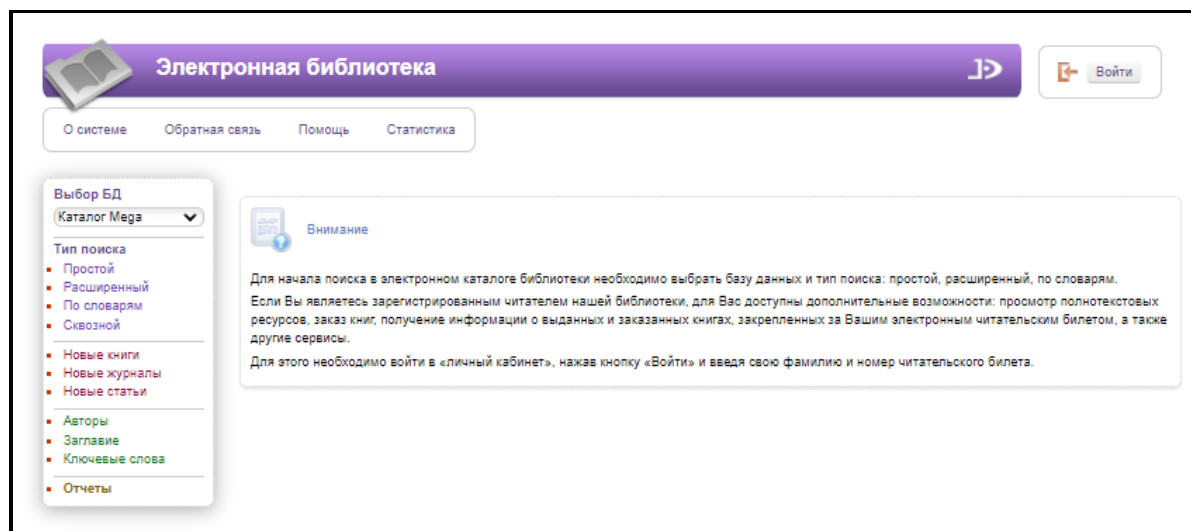 Электронная библиотека
Войти
О системе Обратная связь Помощь Статистика
Выбор БД
Каталог Mega
Тип поиска
Простой
Расширенный
По словарям
Сквозной
Новые книги
Новые журналы
Новые статьи
Авторы
Заглавие
Ключевые слова
Отчеты
Внимание
Для начала поиска в электронном каталоге библиотеки необходимо выбрать базу данных и тип поиска: простой, расширенный, по словарям.
Если Вы являетесь зарегистрированным читателем нашей библиотеки, для Вас доступны дополнительные возможности: просмотр полнотекстовых
ресурсов, заказ книг, получение информации о выданных и заказанных книгах, закрепленных за Вашим электронным читательским билетом, а также
другие сервисы.
Для этого необходимо войти в «личный кабинет», нажав кнопку «Войти» и введя свою фамилию и номер читательского билета.